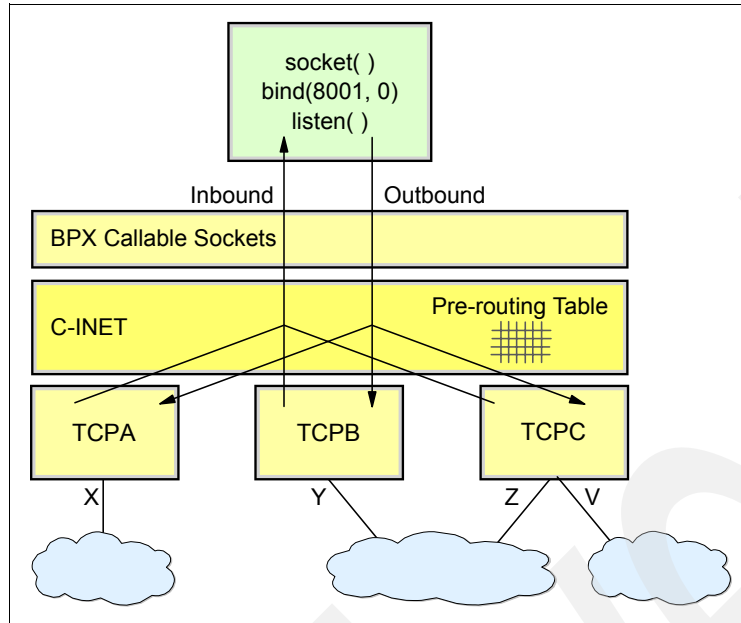 socket( )
bind(8001, 0)
listen( )
Inbound
Outbound
BPX Callable Sockets
Pre-routing Table
C-INET
TCPA
TCPB
TCPC
X
Y
Z
V